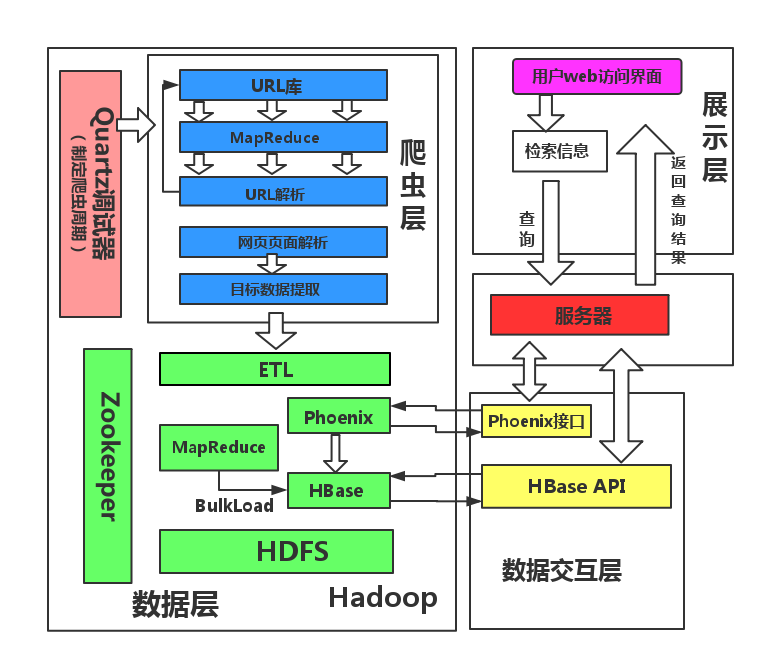 Quartz调试器
（制定爬虫周期）
URL库
MapReduce
URL解析
网页页面解析
目标数据提取
爬虫层
ETL
Zookeeper
Phoenix
MapReduce
HBase
BulkLoad
HDFS
数据层
Hadoop
用户web访问界面
检索信息
展示层
查询
返回查询结果
服务器
Phoenix接口
HBase API
数据交互层